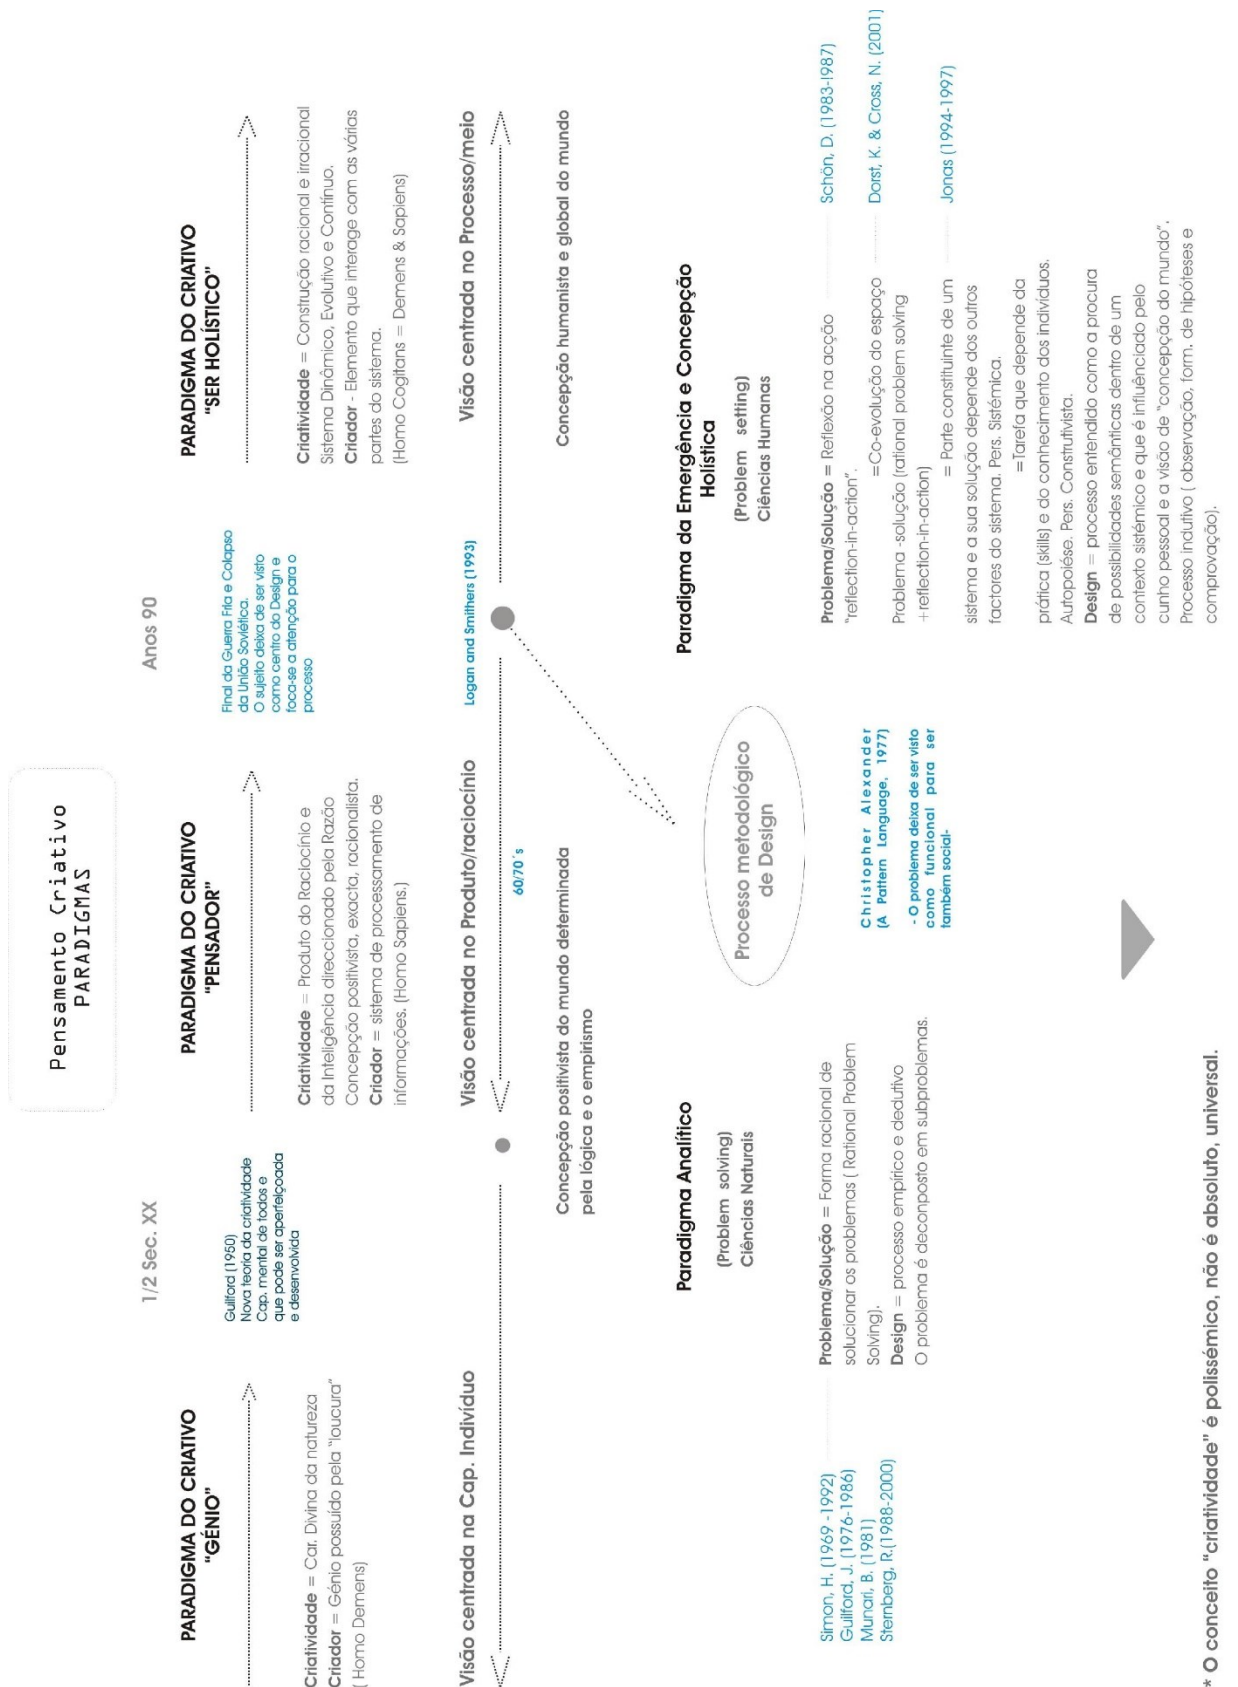 Pensamento Criativo
PARADIGMAS
1/2 Sec. XX
Anos 90
PARADIGMA DO CRIATIVO
"GÉNIO"
Guilford (1950)
Nova teoria da criatividade
Cap. mental de todos e
que pode ser aperfeiçoada
e desenvolvida
PARADIGMA DO CRIATIVO
"PENSADOR"
Final da Guerra Fria e Colapso
da União Soviética.
O sujeito deixa de ser visto
como centro do Design e
foca-se a atenção para o
processo
PARADIGMA DO CRIATIVO
"SER HOLÍSTICO"
Criatividade = Car. Divina da natureza
Criador = Génio possuído pela "loucura"
( Homo Demens)
Criatividade = Produto do Raciocínio e
da Inteligência direccionado pela Razão
Concepção positivista, exacta, racionalista.
Criador = sistema de processamento de
informações. (Homo Sapiens.)
Criatividade = Construção racional e irracional
Sistema Dinâmico, Evolutivo e Contínuo.
Criador - Elemento que interage com as várias
partes do sistema.
(Homo Cogitans = Demens & Sapiens)
Visão centrada na Cap. Indivíduo
Visão centrada no Produto/raciocínio
Logan and Smithers (1993)
Visão centrada no Processo/meio
60/70´s
Concepção positivista do mundo determinada
pela lógica e o empirismo
Concepção humanista e global do mundo
Paradigma Analítico
(Problem solving)
Ciências Naturais
Processo metodológico
de Design
Paradigma da Emergência e Concepção
Holística
(Problem setting)
Ciências Humanas
Simon, H. (1969 -1992)
Guilford, J. (1976-1986)
Munari, B. (1981)
Sternberg, R.(1988-2000)
Problema/Solução = Forma racional de
solucionar os problemas ( Rational Problem
Solving).
Design = processo empírico e dedutivo
O problema é deconposto em subproblemas.
Christopher Alexander
(A Pattern Language, 1977)
- O problema deixa de ser visto
como funcional para ser
também social-
Problema/Solução = Reflexão na acção
"reflection-in-action".
=Co-evolução do espaço
Problema -solução (rational problem solving
+reflection-in-action)
= Parte constituinte de um
sistema e a sua solução depende dos outros
factores do sistema. Pers. Sistémica.
=Tarefa que depende da
prática (skills) e do conhecimento dos indivíduos.
Autopoiése. Pers. Construtivista.
Design = processo entendido como a procura
de possibilidades semânticas dentro de um
contexto sistémico e que é influênciado pelo
cunho pessoal e a visão de "concepção do mundo".
Processo indutivo ( observação, form, de hipóteses e
comprovação).
Schön, D. (1983-1987)
Dorst, K. & Cross, N. (2001)
Jonas (1994-1997)
* O conceito "criatividade" é polissémico, não é absoluto, universal.